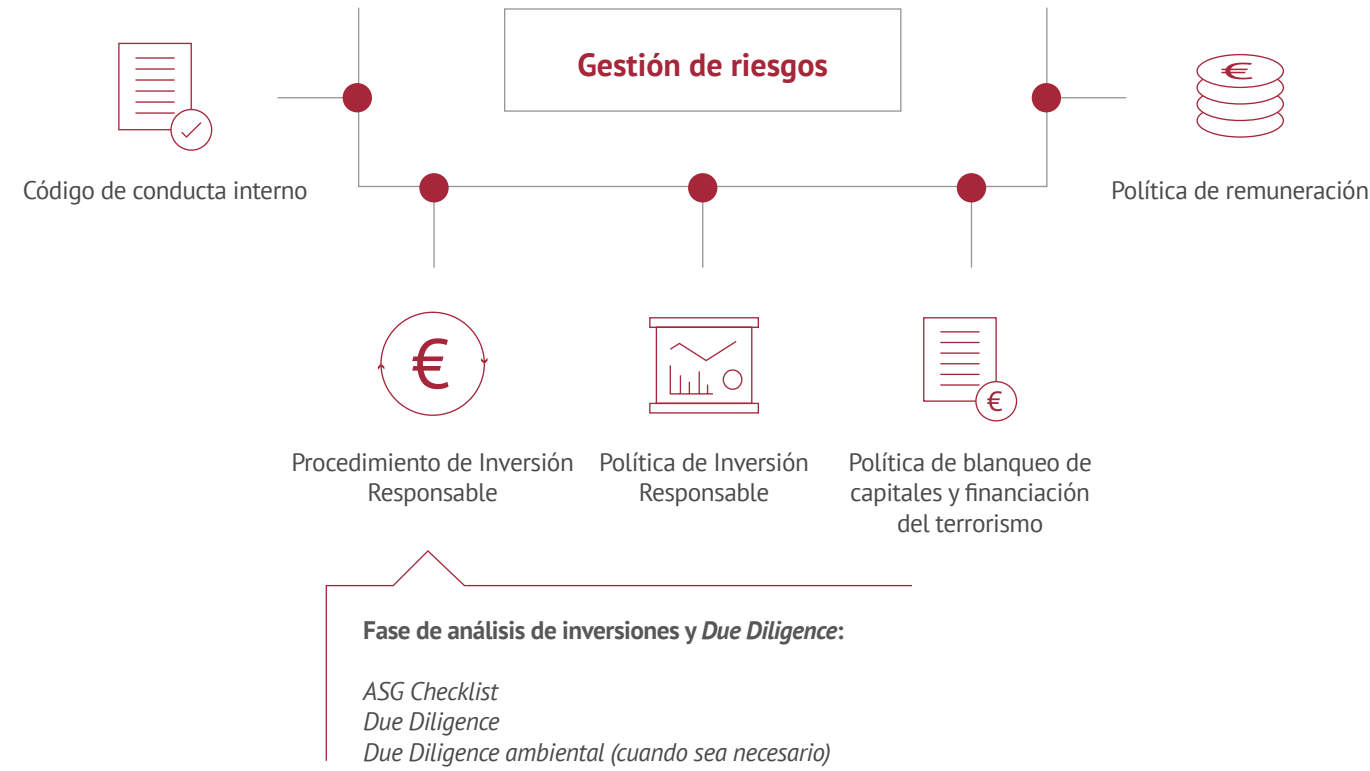 Gestión de riesgos
€
Código de conducta interno
Política de remuneración
€
€
Procedimiento de Inversión
Responsable
Política de Inversión
Responsable
Política de blanqueo de
capitales y financiación
del terrorismo
Fase de análisis de inversiones y Due Diligence:
ASG Checklist
Due Diligence
Due Diligence ambiental (cuando sea necesario)